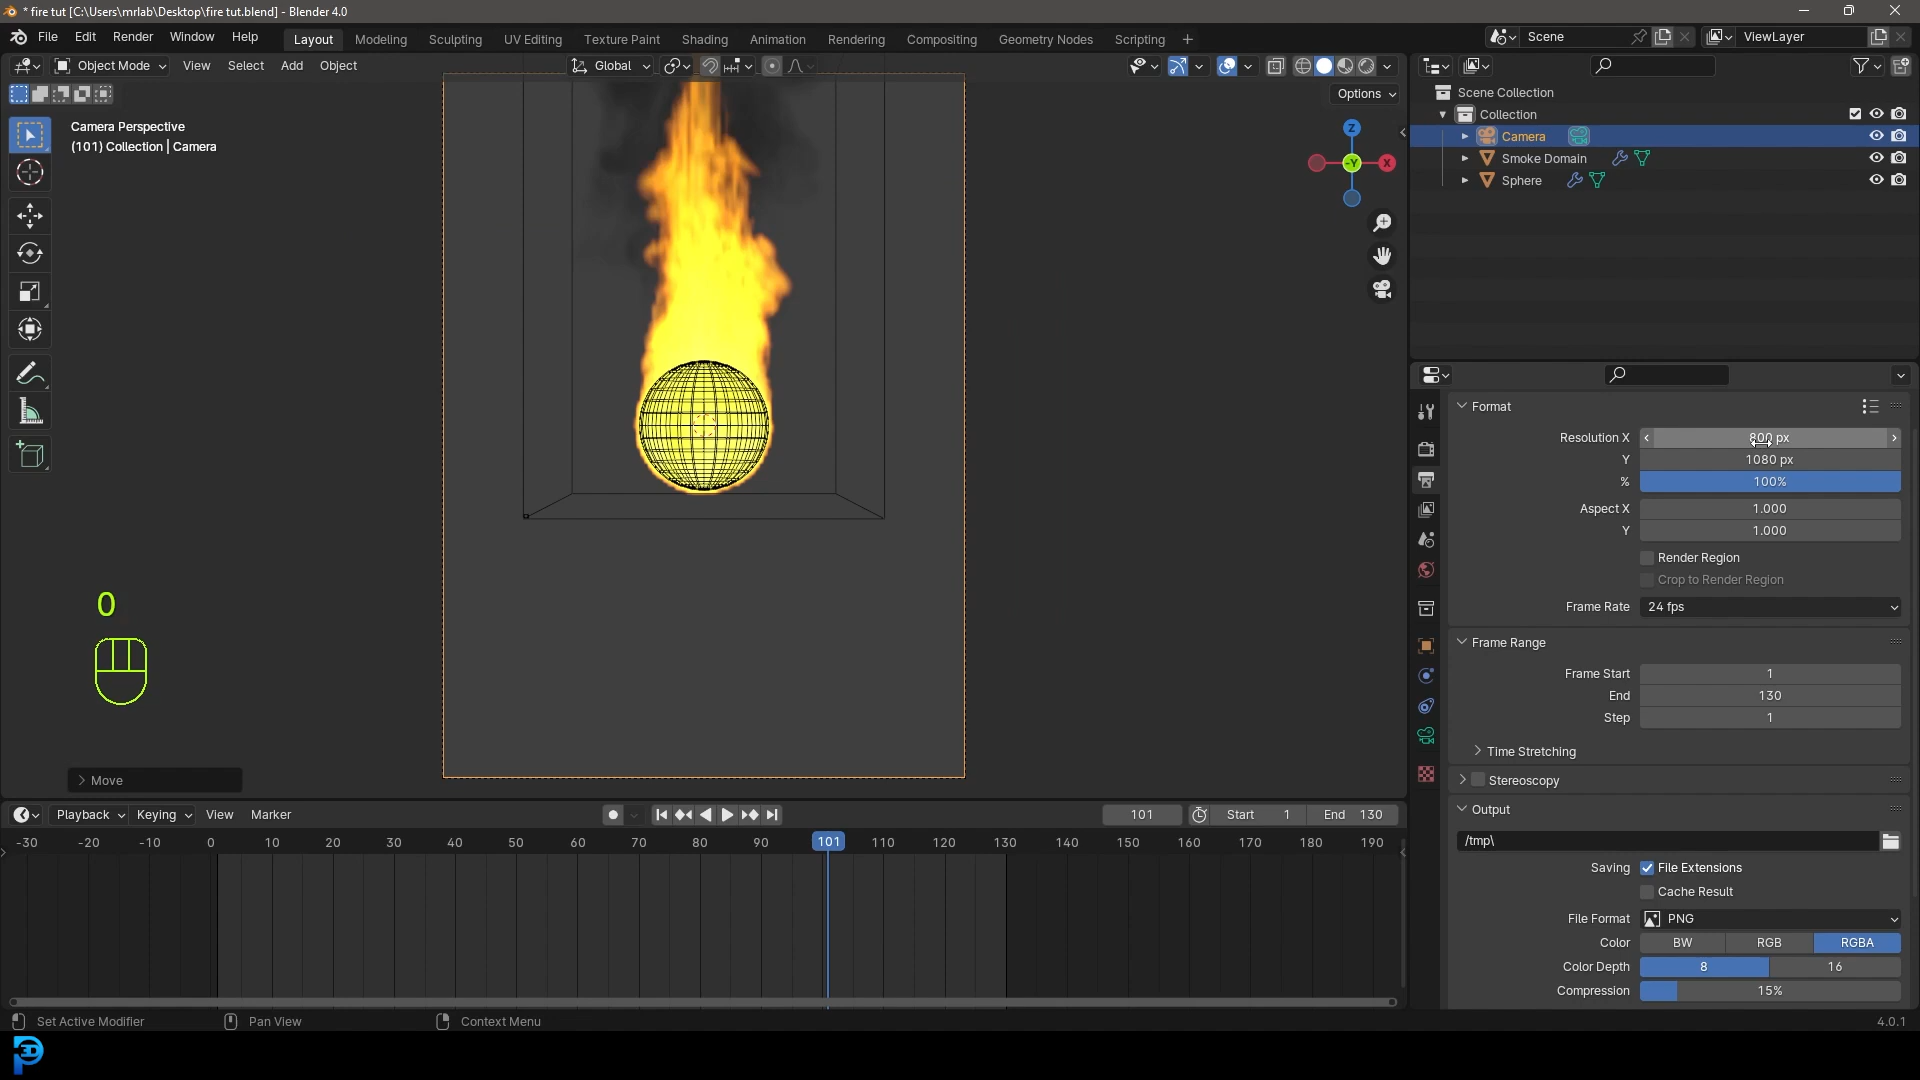 * fire tut [C:\Users\mrlab\Desktop\fire tut.blend] - Blender 4.0
File Edit Render Window Help Layout Modeling Sculpting UV Editing Texture Paint Shading Animation Rendering Compositing Geometry Nodes Scripting + Scene ViewLayer
Object Mode View Select Add Object Global
Options
Camera Perspective
(101) Collection | Camera
Z
-Y
X
0
Move
Scene Collection
Collection
Camera
Smoke Domain
Sphere
Format
Resolution X 800 px
Y 1080 px
% 100%
Aspect X 1.000
Y 1.000
Render Region
Crop to Render Region
Frame Rate 24 fps
Frame Range
Frame Start 1
End 130
Step 1
Time Stretching
Stereoscopy
Output
/tmp\
Saving File Extensions
Cache Result
File Format PNG
Color BW RGB RGBA
Color Depth 8 16
Compression 15%
Playback Keying View Marker 101 Start 1 End 130
-30 -20 -10 0 10 20 30 40 50 60 70 80 90 101 110 120 130 140 150 160 170 180 190
Set Active Modifier Pan View Context Menu 4.0.1